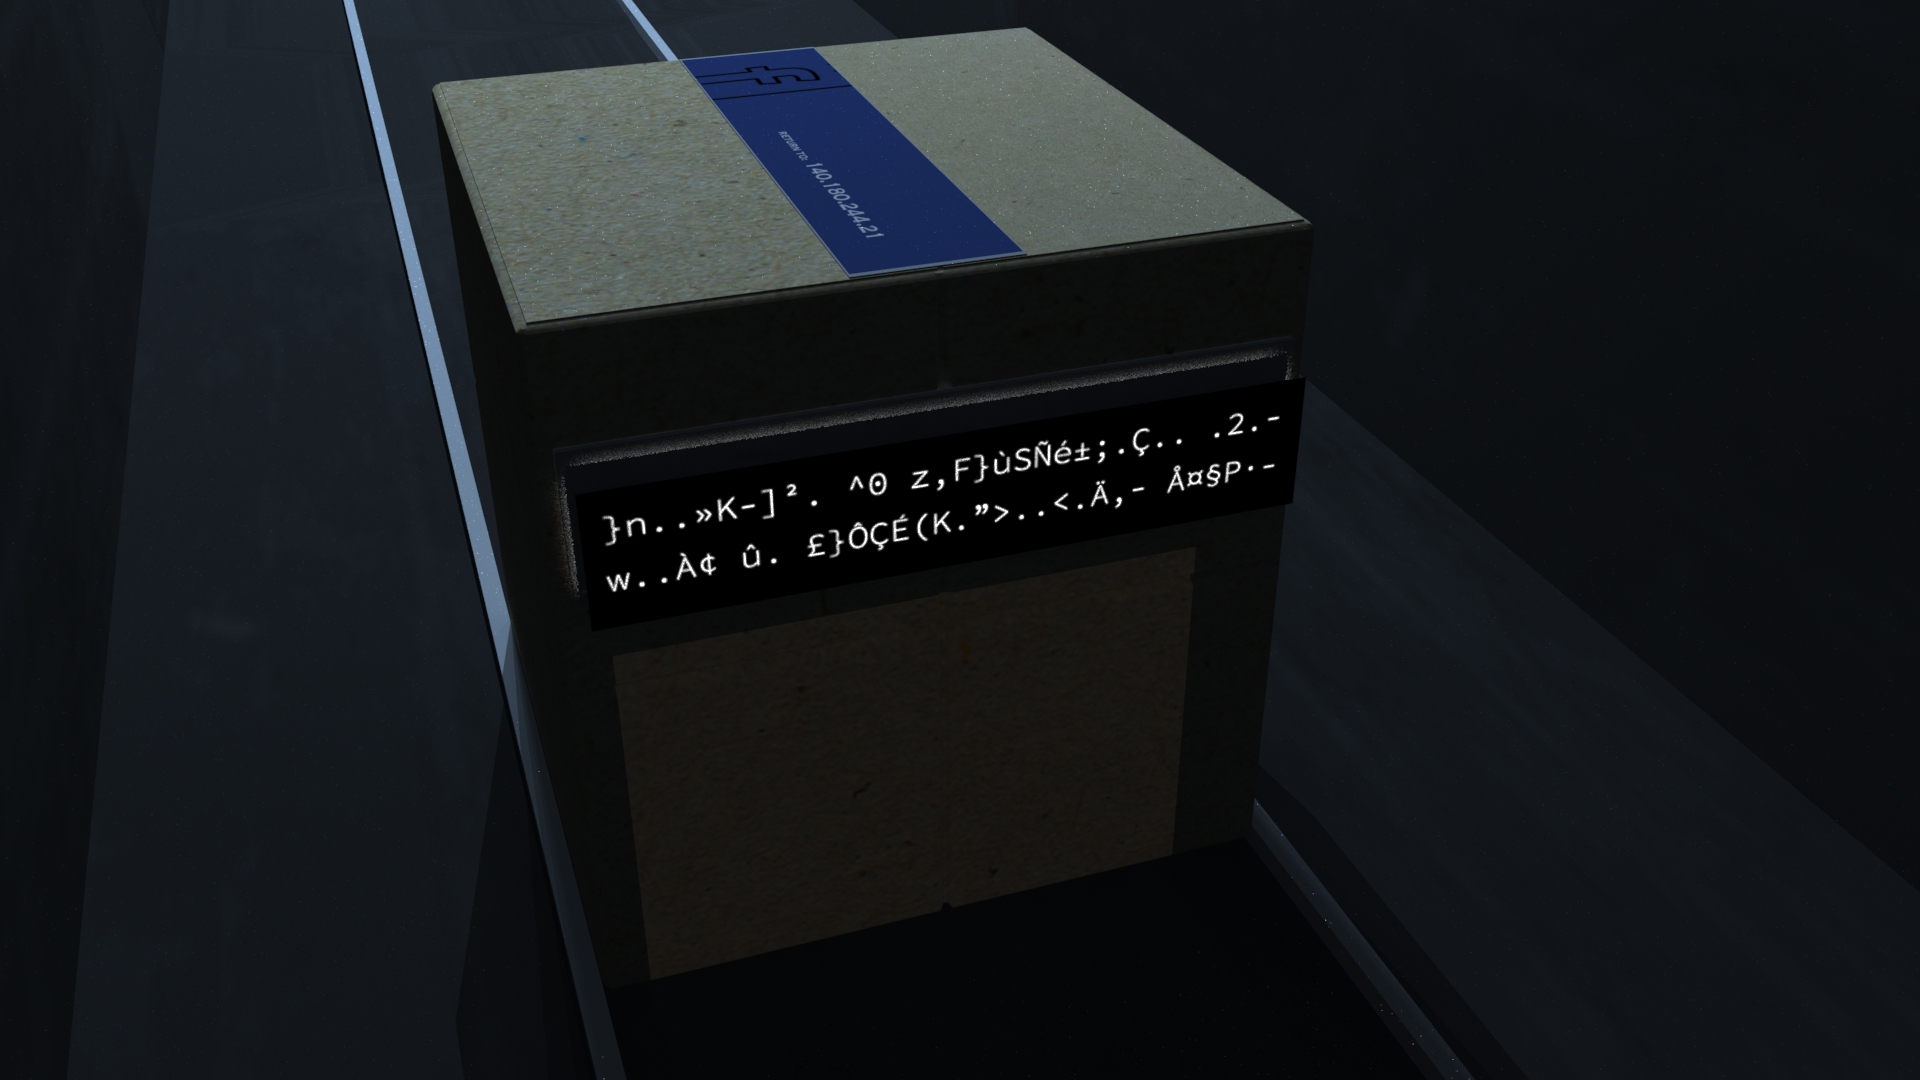 RETURN TO: 140.180.244.21
}n..»K-]². ^0 z,F}ùSÑé±;.Ç.. .2.-
w..À¢ û. £}ÔÇÉ(K.”>..<.Ä,- Å¤§P·-